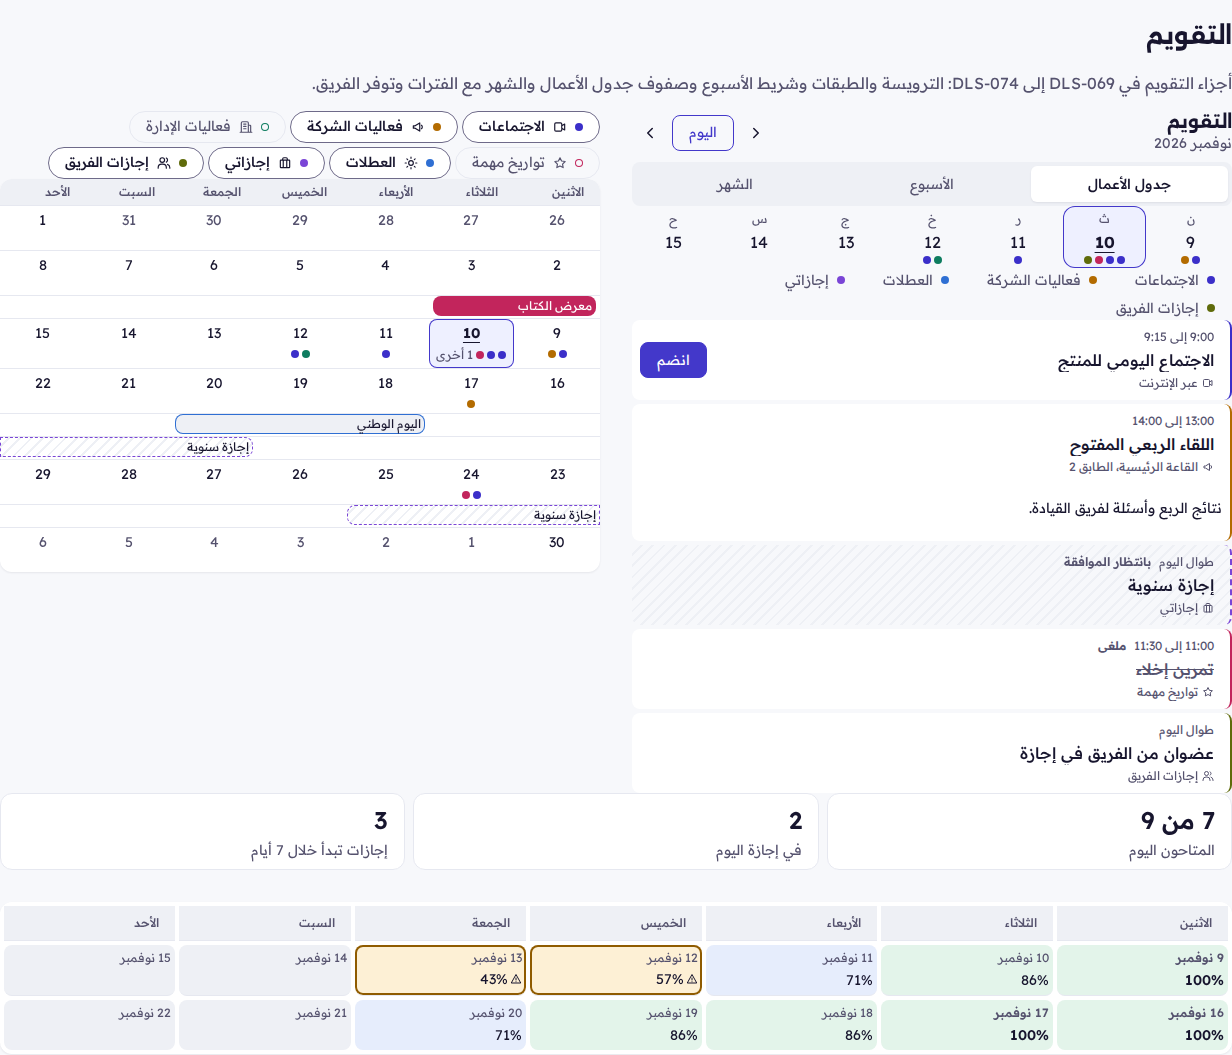 التقويم
أجزاء التقويم في DLS-069 إلى DLS-074: الترويسة والطبقات وشريط الأسبوع وصفوف جدول الأعمال والشهر مع الفترات وتوفر الفريق.
التقويم
نوفمبر 2026
اليوم
جدول الأعمال
الأسبوع
الشهر
ن ث ر خ ج س ح
9 10 11 12 13 14 15
الاجتماعات
فعاليات الشركة
العطلات
إجازاتي
إجازات الفريق
9:00 إلى 9:15
الاجتماع اليومي للمنتج
عبر الإنترنت
انضم
13:00 إلى 14:00
اللقاء الربعي المفتوح
القاعة الرئيسية، الطابق 2
نتائج الربع وأسئلة لفريق القيادة.
طوال اليوم بانتظار الموافقة
إجازة سنوية
إجازاتي
11:00 إلى 11:30 ملغى
تمرين إخلاء
تواريخ مهمة
طوال اليوم
عضوان من الفريق في إجازة
إجازات الفريق
الاجتماعات
فعاليات الشركة
فعاليات الإدارة
تواريخ مهمة
العطلات
إجازاتي
إجازات الفريق
الاثنين الثلاثاء الأربعاء الخميس الجمعة السبت الأحد
26 27 28 29 30 31 1
2 3 4 5 6 7 8
معرض الكتاب
9 10 11 12 13 14 15
1 أخرى
16 17 18 19 20 21 22
اليوم الوطني
إجازة سنوية
23 24 25 26 27 28 29
إجازة سنوية
30 1 2 3 4 5 6
7 من 9
المتاحون اليوم
2
في إجازة اليوم
3
إجازات تبدأ خلال 7 أيام
الاثنين الثلاثاء الأربعاء الخميس الجمعة السبت الأحد
9 نوفمبر 10 نوفمبر 11 نوفمبر 12 نوفمبر 13 نوفمبر 14 نوفمبر 15 نوفمبر
100% 86% 71% 57% 43%
16 نوفمبر 17 نوفمبر 18 نوفمبر 19 نوفمبر 20 نوفمبر 21 نوفمبر 22 نوفمبر
100% 100% 86% 86% 71%